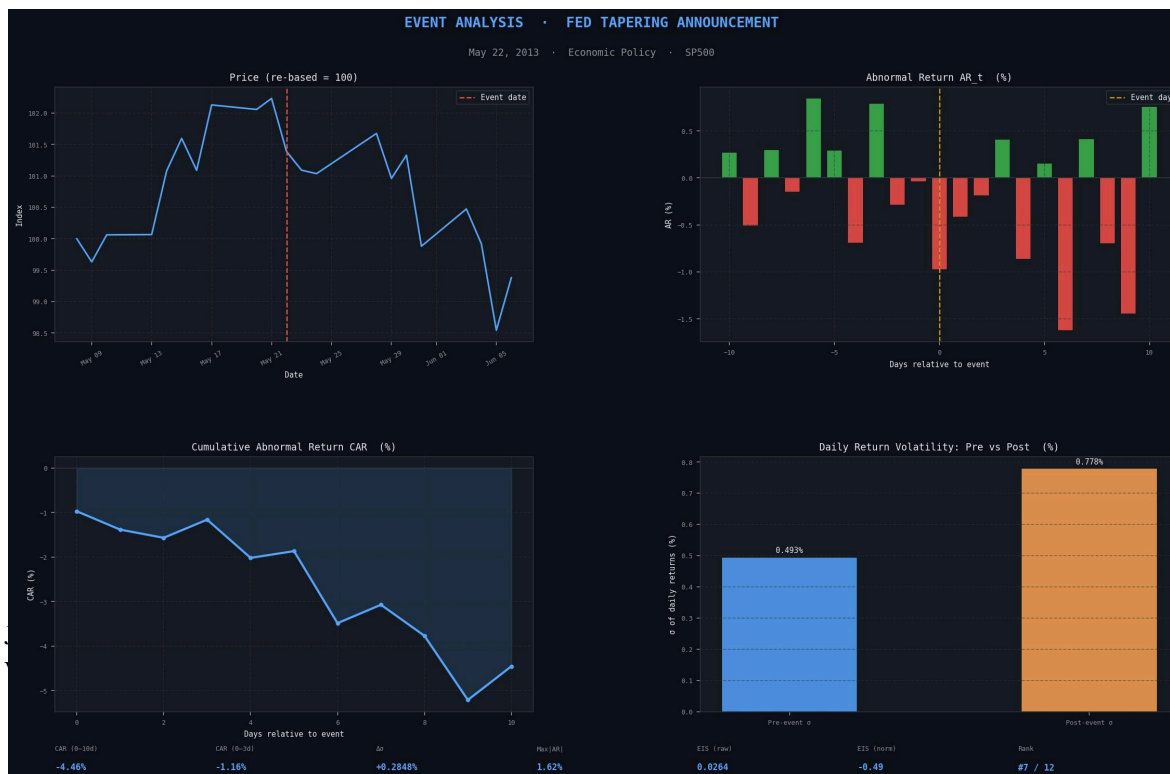 EVENT ANALYSIS · FED TAPERING ANNOUNCEMENT
May 22, 2013 · Economic Policy · SP500
Price (re-based = 100)
Event date
102.0
101.5
101.0
100.5
100.0
99.5
99.0
98.5
Index
May 09
May 13
May 17
May 21
May 25
May 29
Jun 01
Jun 05
Date
Abnormal Return AR_t (%)
Event day
0.5
0.0
−0.5
−1.0
−1.5
AR (%)
−10
−5
0
5
10
Days relative to event
Cumulative Abnormal Return CAR (%)
0
−1
−2
−3
−4
−5
CAR (%)
0
2
4
6
8
10
Days relative to event
Daily Return Volatility: Pre vs Post (%)
0.8
0.7
0.6
0.5
0.4
0.3
0.2
0.1
0.0
σ of daily returns (%)
0.493%
0.778%
Pre-event σ
Post-event σ
CAR (0–10d)
CAR (0–3d)
Δσ
Max|AR|
EIS (raw)
EIS (norm)
Rank
-4.46%
-1.16%
+0.2848%
1.62%
0.0264
-0.49
#7 / 12